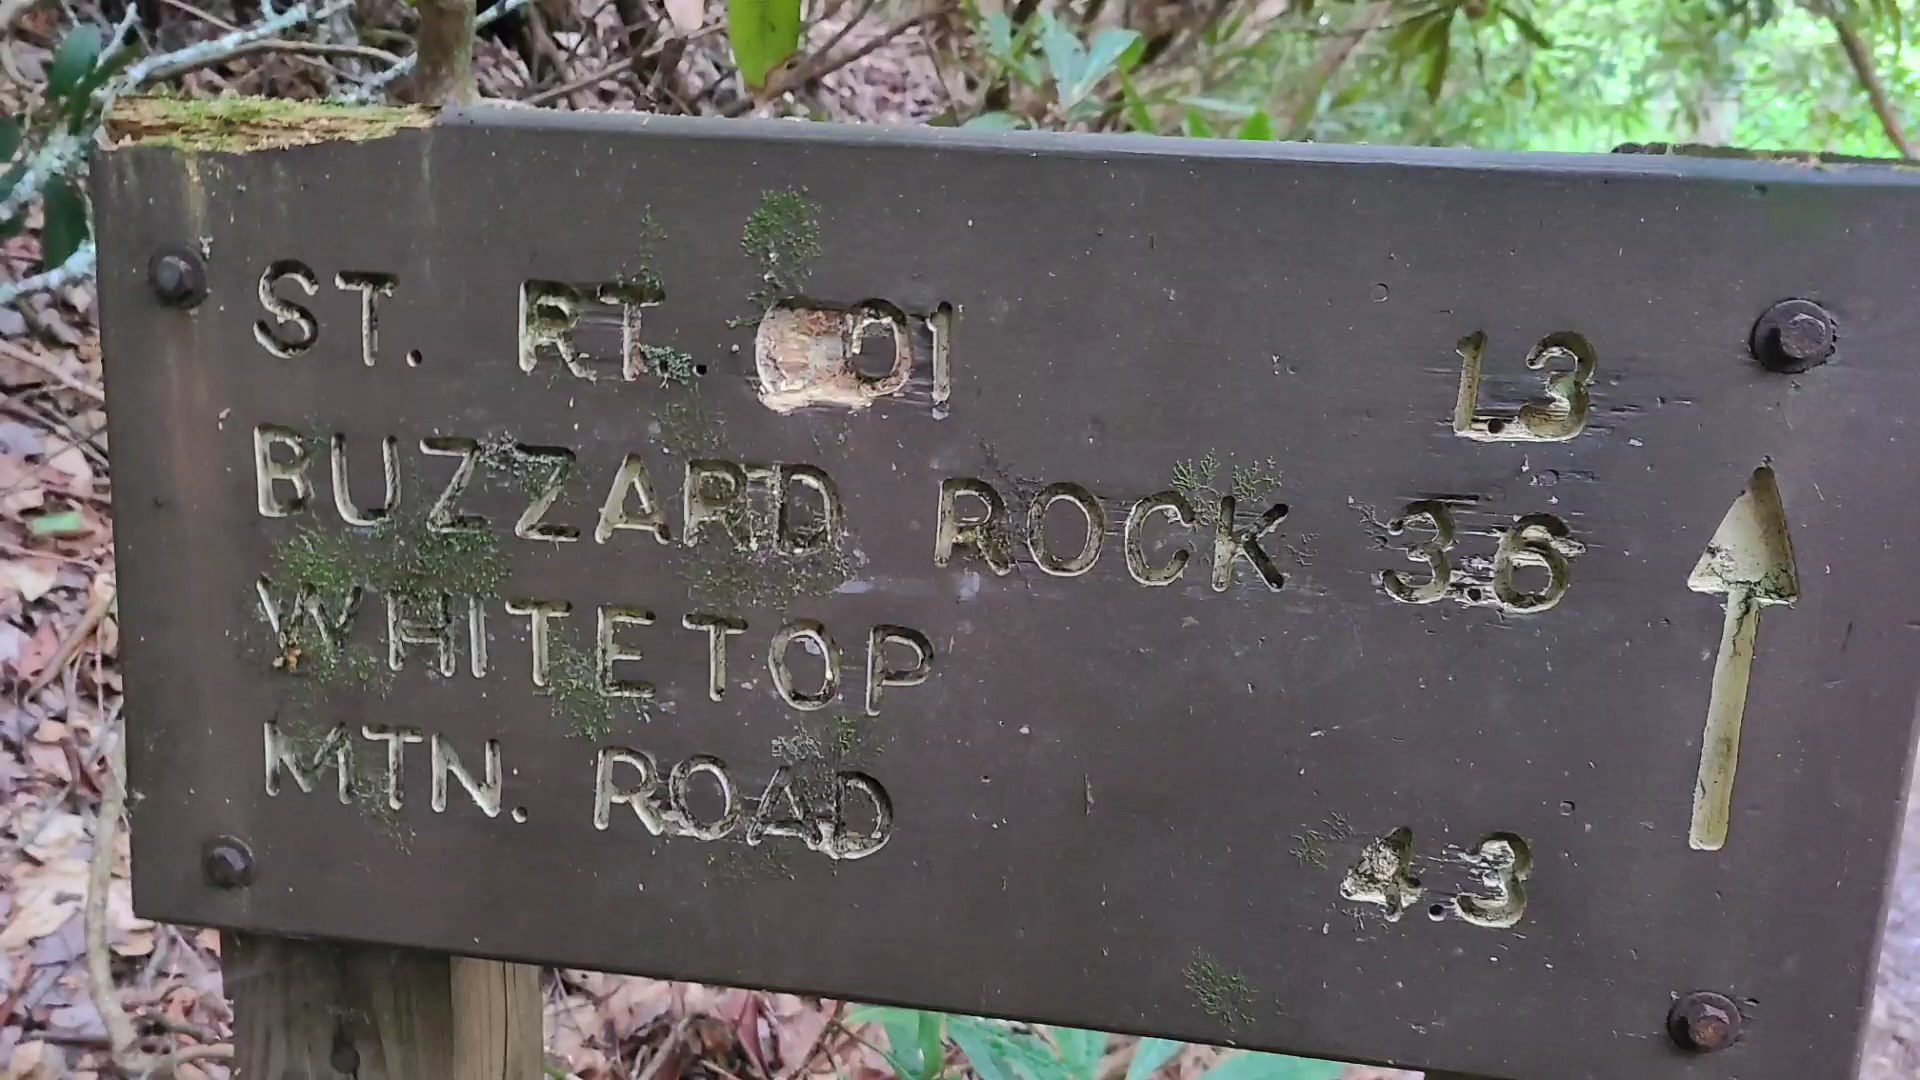 ST. RT. 01 1.3
BUZZARD ROCK 3.6
WHITETOP
MTN. ROAD 4.3